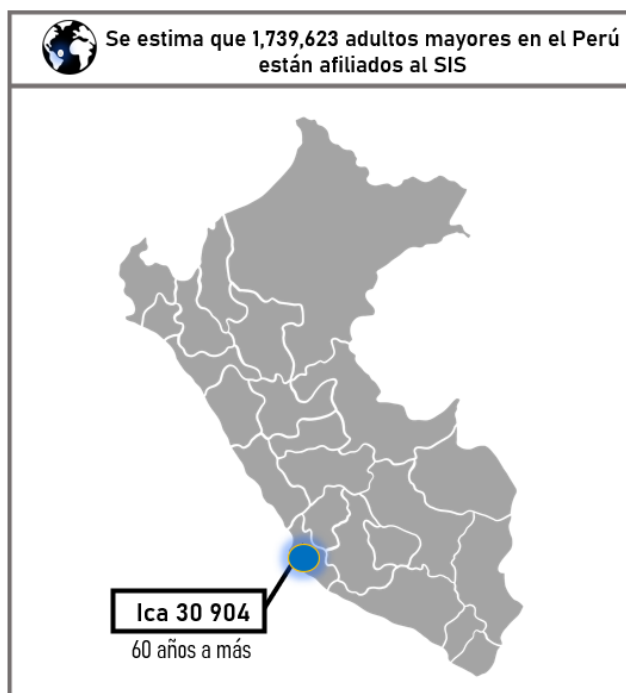 Se estima que 1,739,623 adultos mayores en el Perú
están afiliados al SIS
Ica 30 904
60 años a más